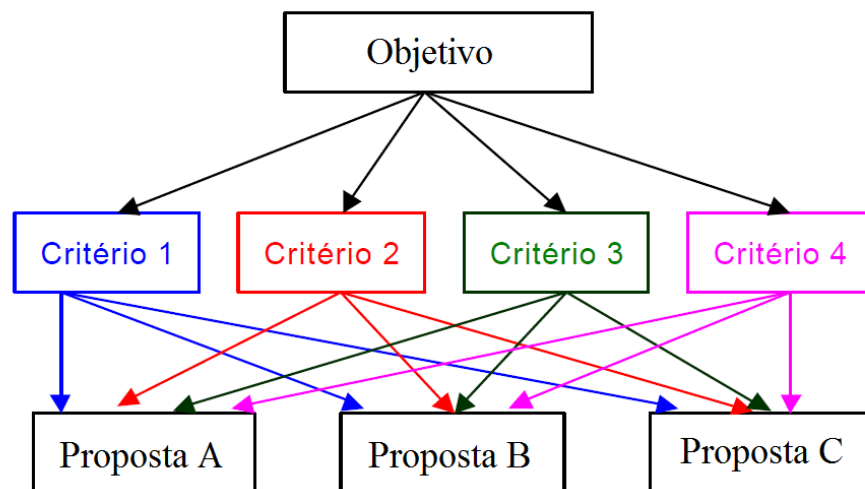 Objetivo
Critério 1
Critério 2
Critério 3
Critério 4
Proposta A
Proposta B
Proposta C